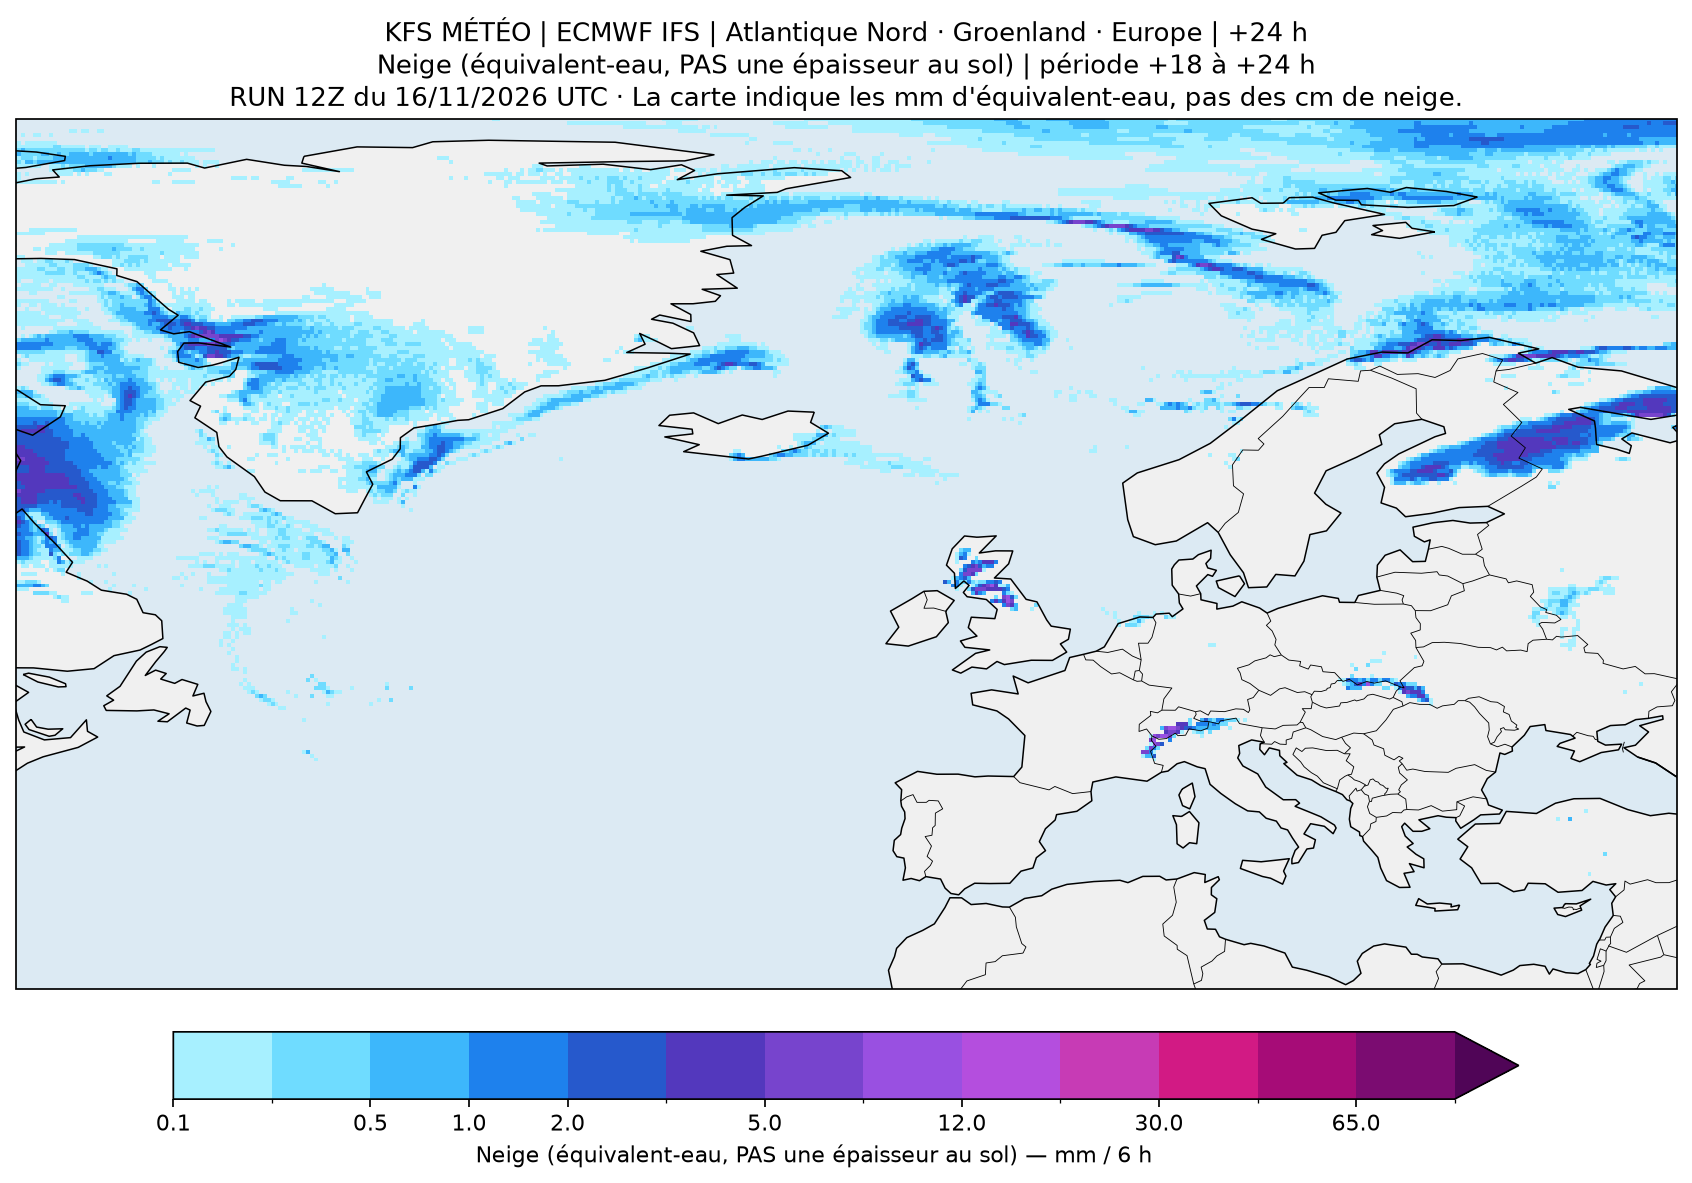 KFS MÉTÉO | ECMWF IFS | Atlantique Nord · Groenland · Europe | +24 h
Neige (équivalent-eau, PAS une épaisseur au sol) | période +18 à +24 h
RUN 12Z du 16/11/2026 UTC · La carte indique les mm d'équivalent-eau, pas des cm de neige.
0.1 0.5 1.0 2.0 5.0 12.0 30.0 65.0
Neige (équivalent-eau, PAS une épaisseur au sol) — mm / 6 h